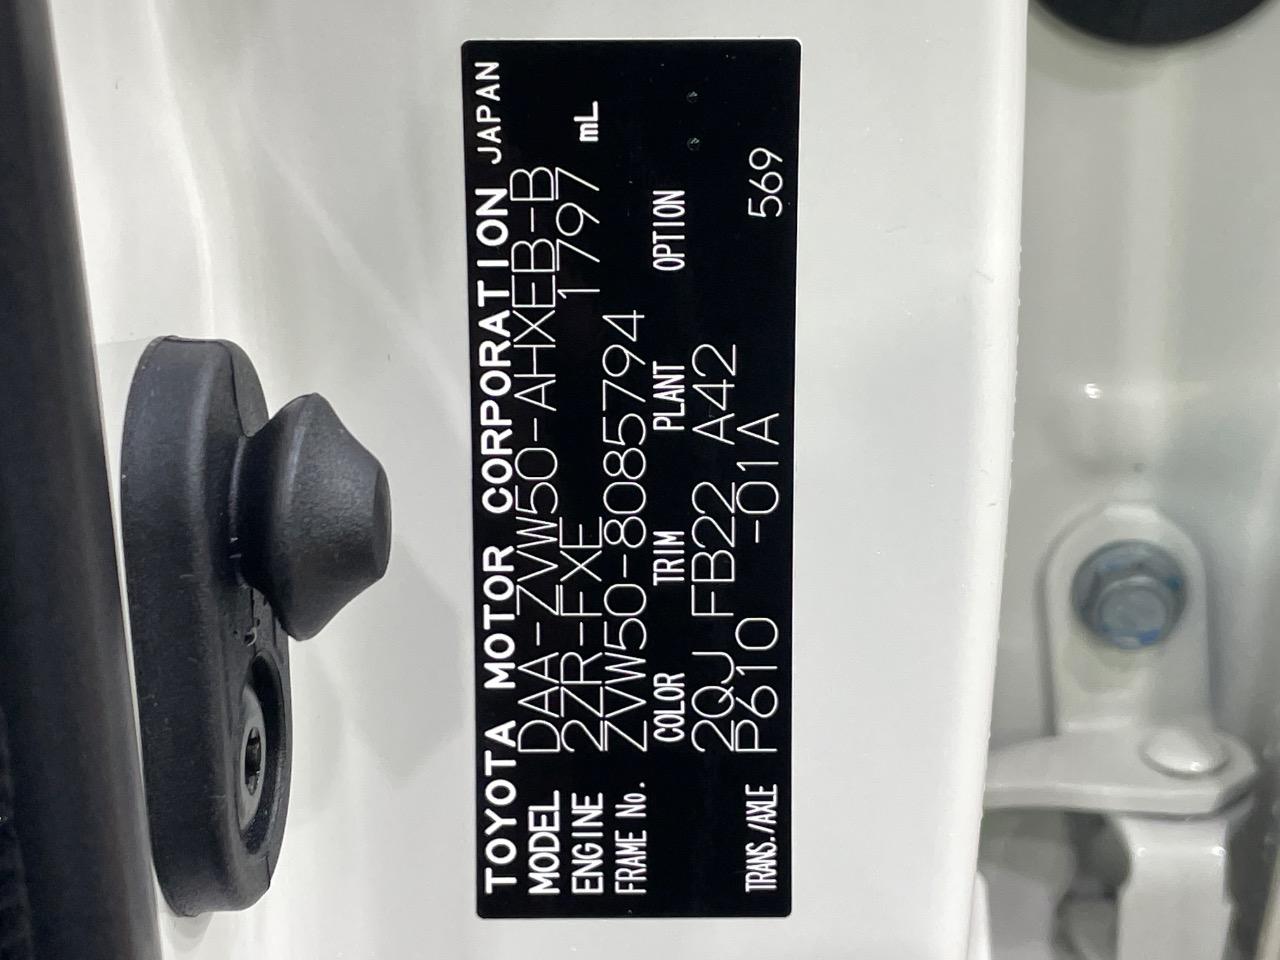 TOYOTA MOTOR CORPORATION JAPAN
MODEL DAA-ZVW50-AHXEB-B
ENGINE 2ZR-FXE 1797 mL
FRAME No. ZVW50-8085794
COLOR TRIM PLANT OPTION
2QJ FB22 A42
TRANS./AXLE P610 -01A 569